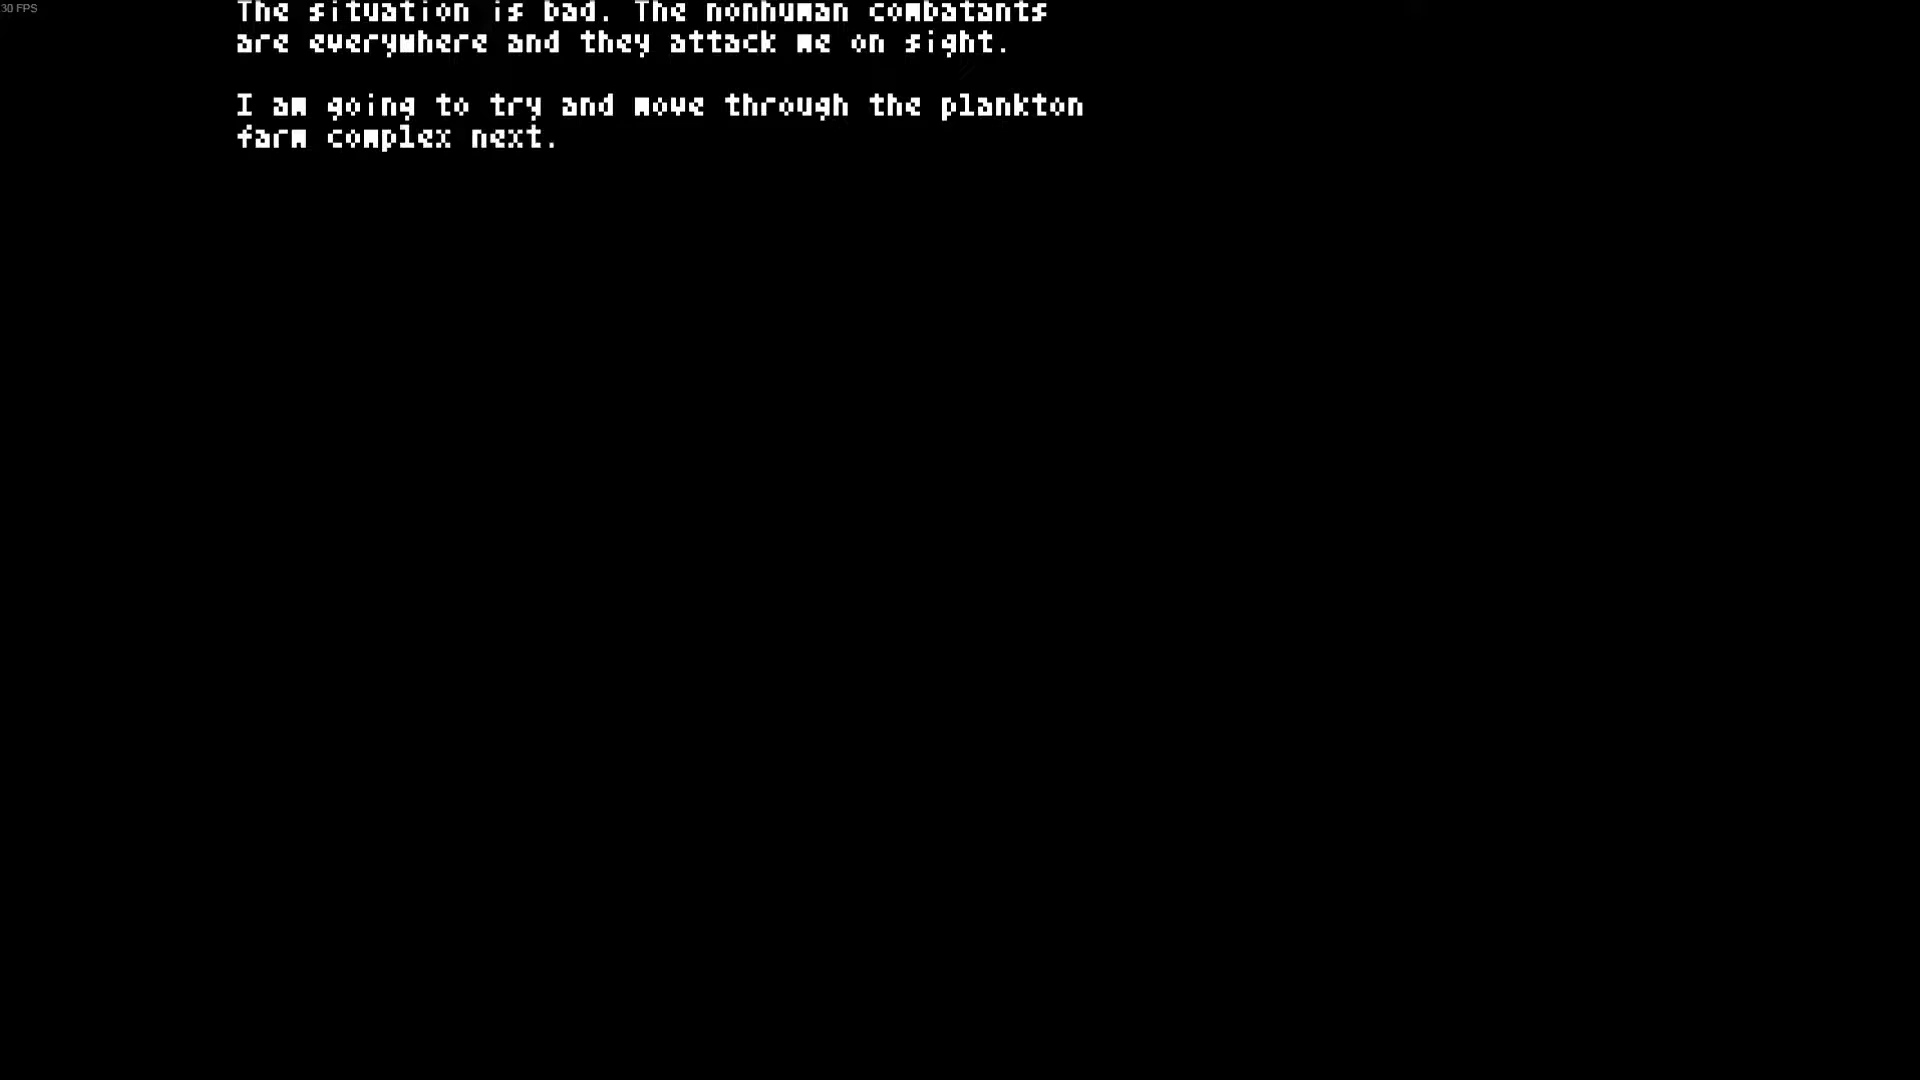 30 FPS
The situation is bad. The nonhuman combatants
are everywhere and they attack me on sight.
I am going to try and move through the plankton
farm complex next.